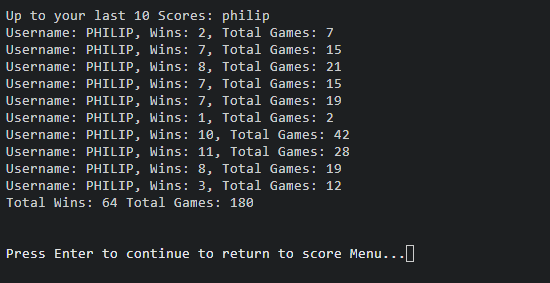 Up to your last 10 Scores: philip
Username: PHILIP, Wins: 2, Total Games: 7
Username: PHILIP, Wins: 7, Total Games: 15
Username: PHILIP, Wins: 8, Total Games: 21
Username: PHILIP, Wins: 7, Total Games: 15
Username: PHILIP, Wins: 7, Total Games: 19
Username: PHILIP, Wins: 1, Total Games: 2
Username: PHILIP, Wins: 10, Total Games: 42
Username: PHILIP, Wins: 11, Total Games: 28
Username: PHILIP, Wins: 8, Total Games: 19
Username: PHILIP, Wins: 3, Total Games: 12
Total Wins: 64 Total Games: 180
Press Enter to continue to return to score Menu...